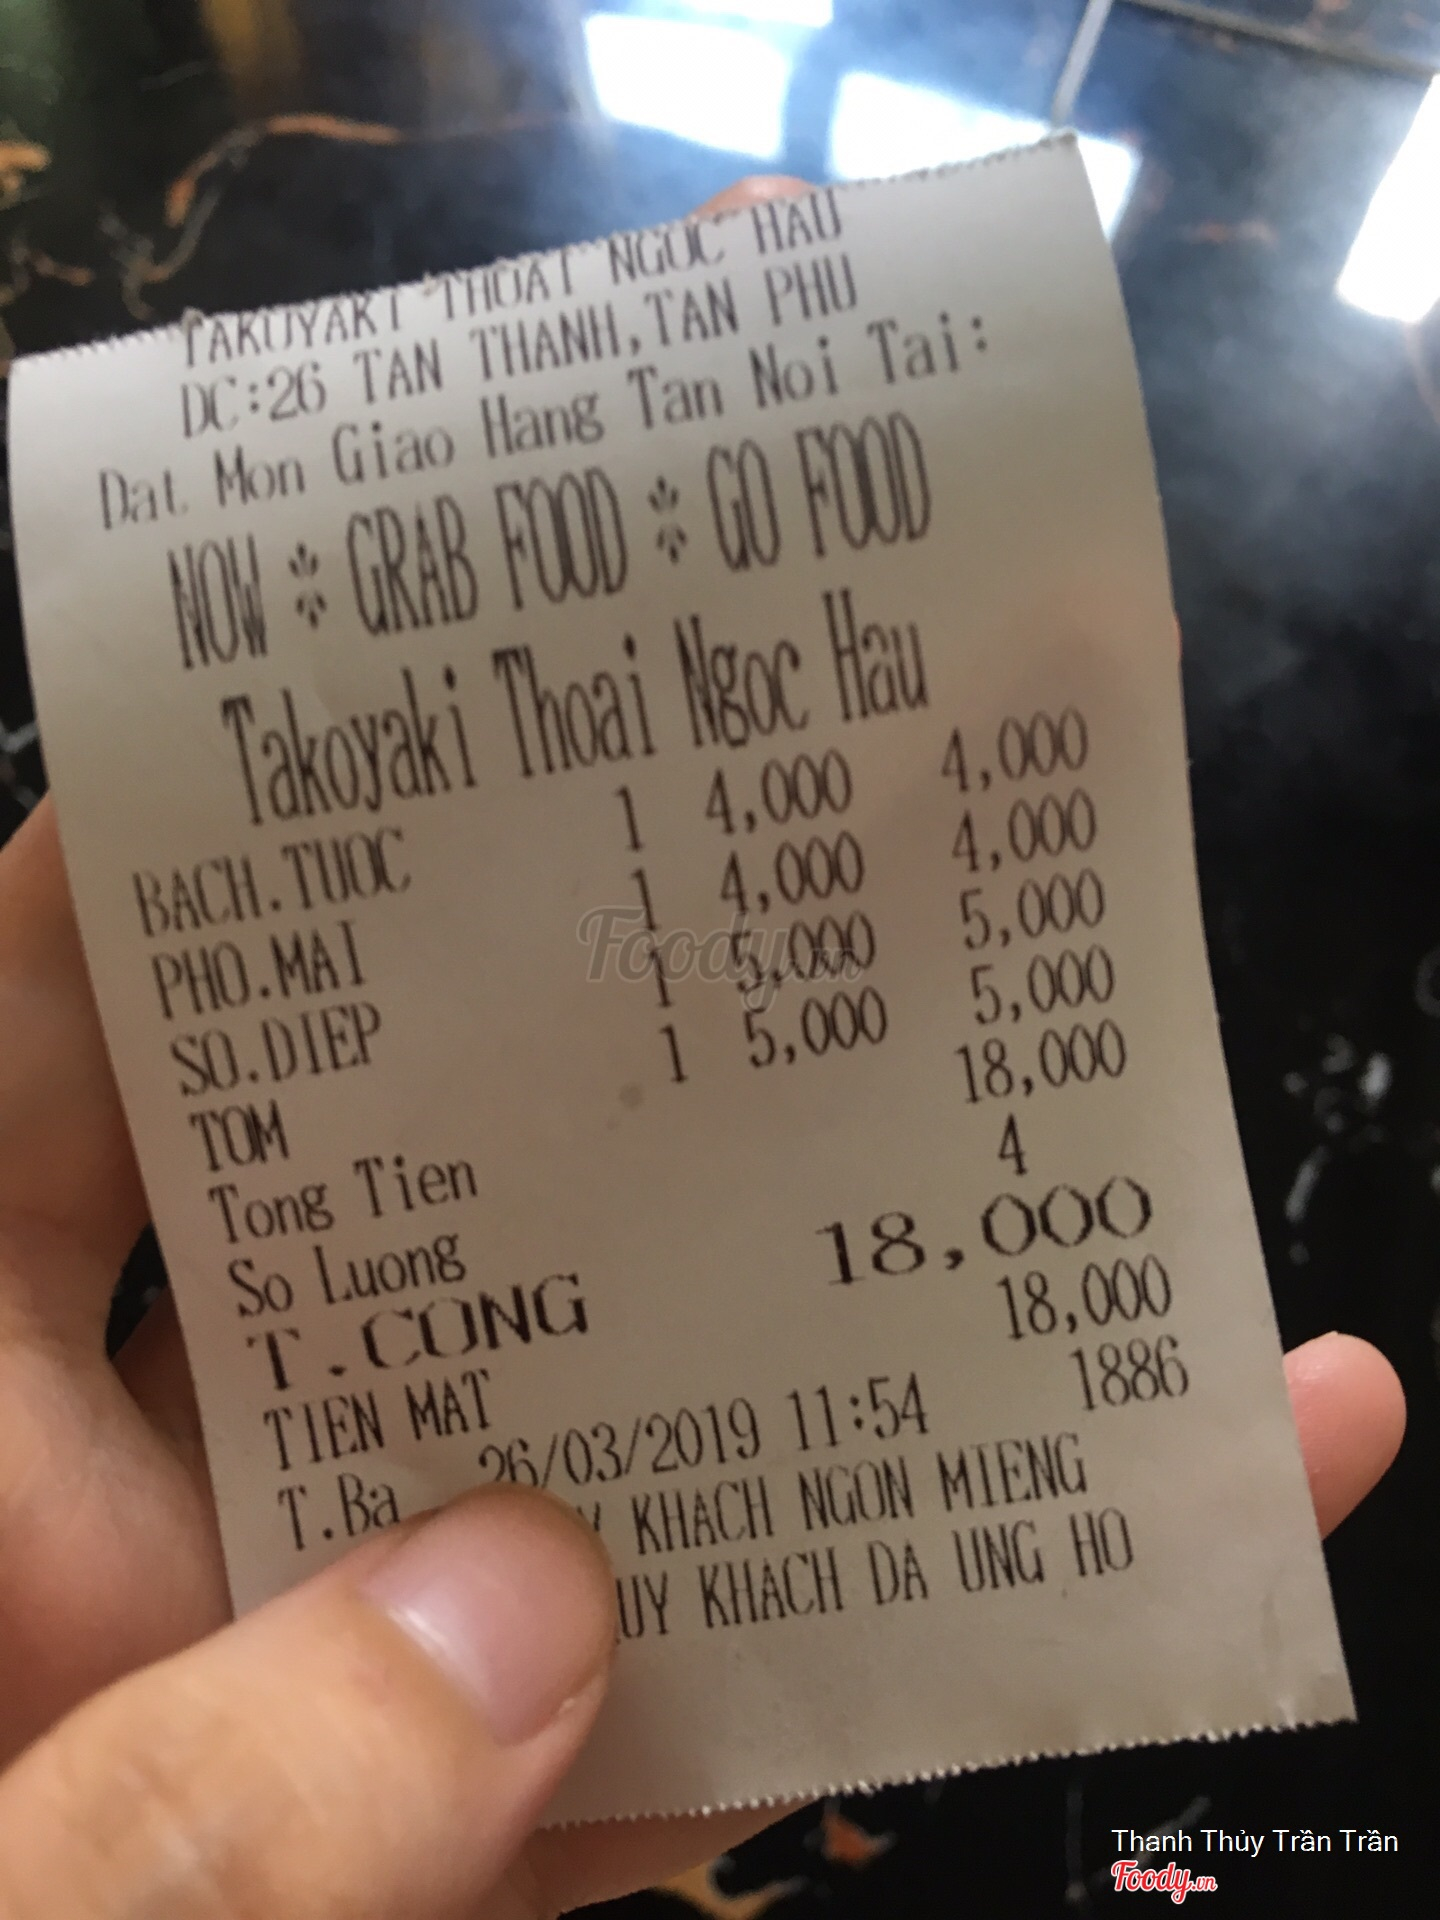 TAKUYAKI THOAI NGOC HAU
DC:26 TAN THANH,TAN PHU
Dat Mon Giao Hang Tan Noi Tai:
NOW * GRAB FOOD * GO FOOD
Takoyaki Thoai Ngoc Hau
BACH.TUOC 1 4,000 4,000
PHO.MAI 1 4,000 4,000
SO.DIEP 1 5,000 5,000
TOM 1 5,000 5,000
Tong Tien 18,000
So Luong 4
T.CONG 18,000
TIEN MAT 18,000
T.Ba 26/03/2019 11:54 1886
KHACH NGON MIENG
UY KHACH DA UNG HO
Foody.vn
Thanh Thủy Trần Trần
Foody.vn